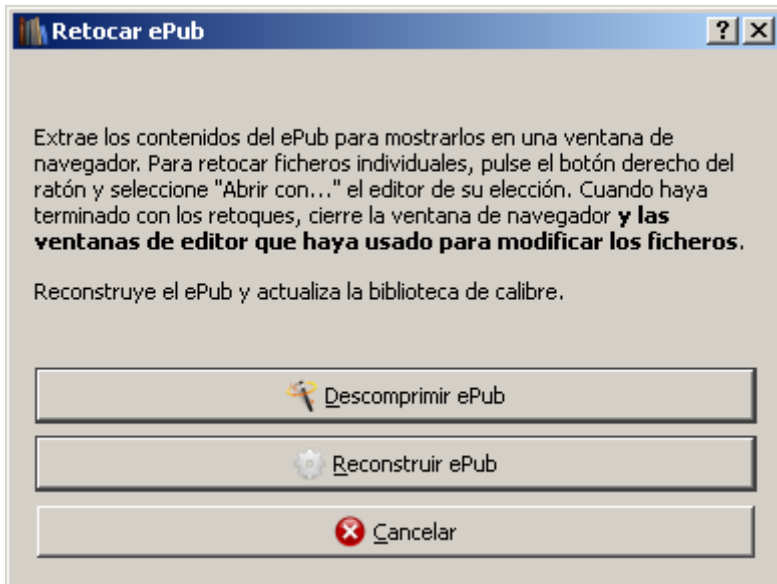 Retocar ePub
Extrae los contenidos del ePub para mostrarlos en una ventana de
navegador. Para retocar ficheros individuales, pulse el botón derecho del
ratón y seleccione "Abrir con..." el editor de su elección. Cuando haya
terminado con los retoques, cierre la ventana de navegador y las
ventanas de editor que haya usado para modificar los ficheros.
Reconstruye el ePub y actualiza la biblioteca de calibre.
Descomprimir ePub
Reconstruir ePub
Cancelar